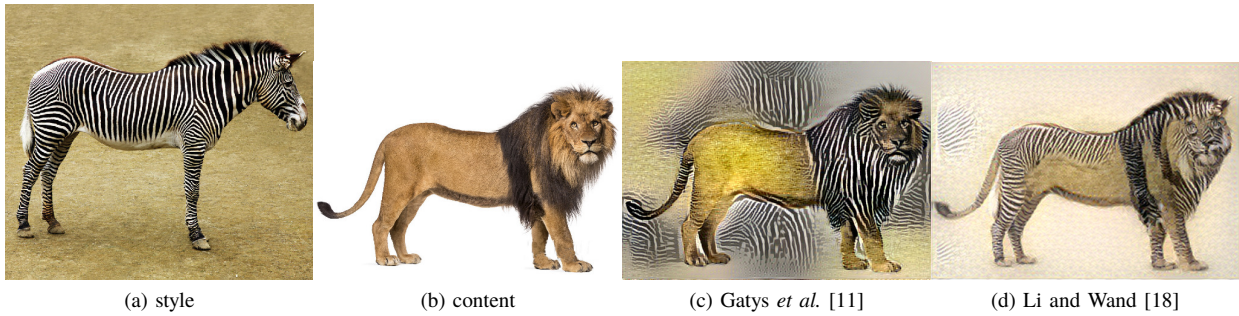 (a) style
(b) content
(c) Gatys et al. [11]
(d) Li and Wand [18]